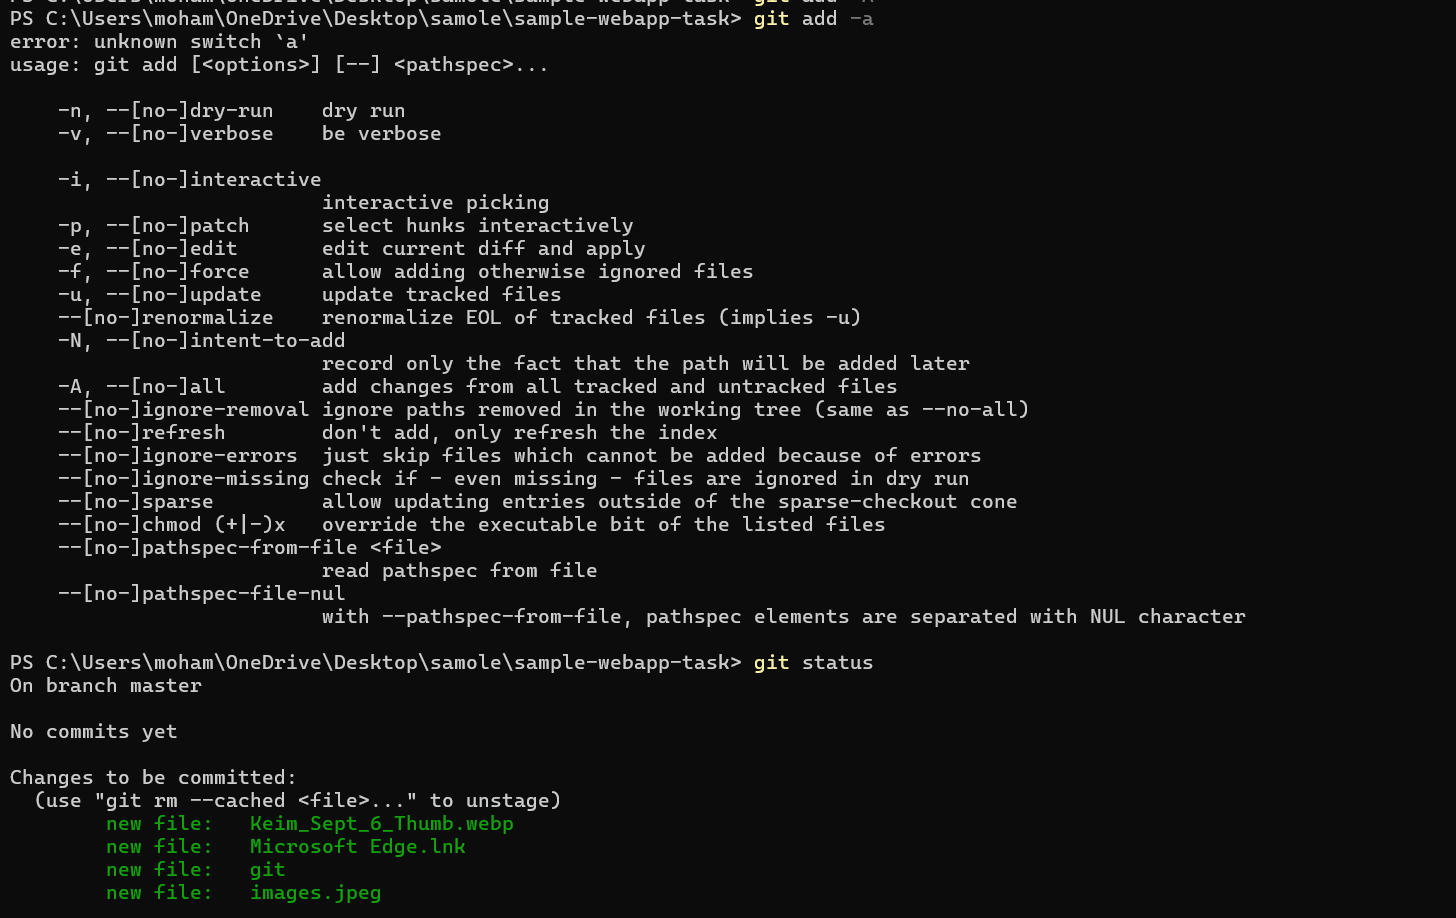 PS C:\Users\moham\OneDrive\Desktop\samole\sample-webapp-task> git add -A
PS C:\Users\moham\OneDrive\Desktop\samole\sample-webapp-task> git add -a
error: unknown switch `a'
usage: git add [<options>] [--] <pathspec>...

    -n, --[no-]dry-run    dry run
    -v, --[no-]verbose    be verbose

    -i, --[no-]interactive
                          interactive picking
    -p, --[no-]patch      select hunks interactively
    -e, --[no-]edit       edit current diff and apply
    -f, --[no-]force      allow adding otherwise ignored files
    -u, --[no-]update     update tracked files
    --[no-]renormalize    renormalize EOL of tracked files (implies -u)
    -N, --[no-]intent-to-add
                          record only the fact that the path will be added later
    -A, --[no-]all        add changes from all tracked and untracked files
    --[no-]ignore-removal ignore paths removed in the working tree (same as --no-all)
    --[no-]refresh        don't add, only refresh the index
    --[no-]ignore-errors  just skip files which cannot be added because of errors
    --[no-]ignore-missing check if - even missing - files are ignored in dry run
    --[no-]sparse         allow updating entries outside of the sparse-checkout cone
    --[no-]chmod (+|-)x   override the executable bit of the listed files
    --[no-]pathspec-from-file <file>
                          read pathspec from file
    --[no-]pathspec-file-nul
                          with --pathspec-from-file, pathspec elements are separated with NUL character

PS C:\Users\moham\OneDrive\Desktop\samole\sample-webapp-task> git status
On branch master

No commits yet

Changes to be committed:
  (use "git rm --cached <file>..." to unstage)
        new file:   Keim_Sept_6_Thumb.webp
        new file:   Microsoft Edge.lnk
        new file:   git
        new file:   images.jpeg